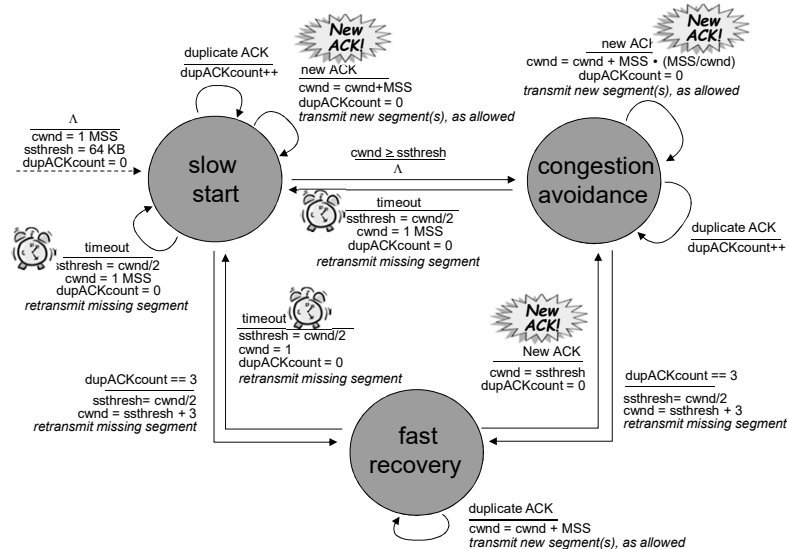 duplicate ACK
dupACKcount++
New
ACK!
new ACK
cwnd = cwnd+MSS
dupACKcount = 0
transmit new segment(s), as allowed
New
ACK!
new ACK
cwnd = cwnd + MSS • (MSS/cwnd)
dupACKcount = 0
transmit new segment(s), as allowed
Λ
cwnd = 1 MSS
ssthresh = 64 KB
dupACKcount = 0
slow
start
cwnd ≥ ssthresh
Λ
congestion
avoidance
timeout
ssthresh = cwnd/2
cwnd = 1 MSS
dupACKcount = 0
retransmit missing segment
duplicate ACK
dupACKcount++
timeout
ssthresh = cwnd/2
cwnd = 1 MSS
dupACKcount = 0
retransmit missing segment
timeout
ssthresh = cwnd/2
cwnd = 1
dupACKcount = 0
retransmit missing segment
New
ACK!
New ACK
cwnd = ssthresh
dupACKcount = 0
dupACKcount == 3
ssthresh= cwnd/2
cwnd = ssthresh + 3
retransmit missing segment
dupACKcount == 3
ssthresh= cwnd/2
cwnd = ssthresh + 3
retransmit missing segment
fast
recovery
duplicate ACK
cwnd = cwnd + MSS
transmit new segment(s), as allowed